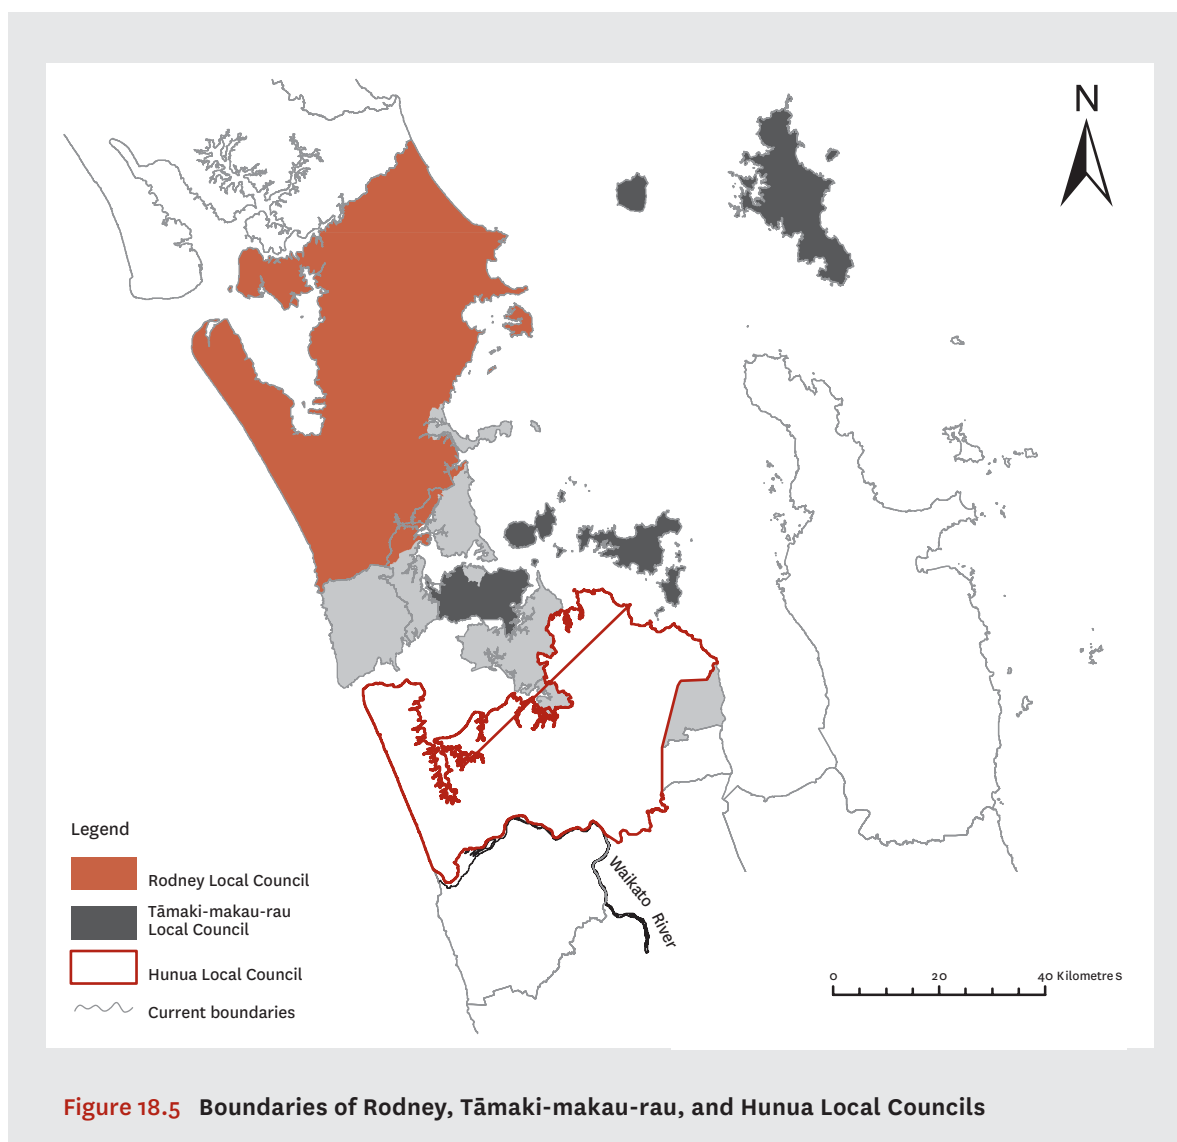 N
Waikato River
Legend
Rodney Local Council
Tāmaki-makau-rau
Local Council
Hunua Local Council
Current boundaries
0 20 40 Kilometres
Figure 18.5 Boundaries of Rodney, Tāmaki-makau-rau, and Hunua Local Councils